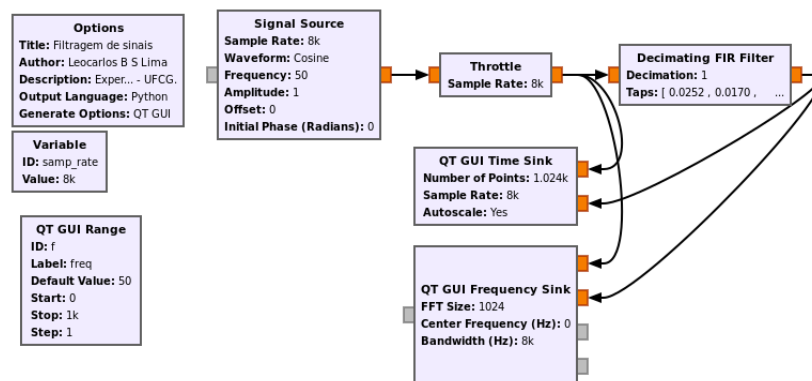 Options
Title: Filtragem de sinais
Author: Leocarlos B S Lima
Description: Exper... - UFCG.
Output Language: Python
Generate Options: QT GUI
Variable
ID: samp_rate
Value: 8k
QT GUI Range
ID: f
Label: freq
Default Value: 50
Start: 0
Stop: 1k
Step: 1
Signal Source
Sample Rate: 8k
Waveform: Cosine
Frequency: 50
Amplitude: 1
Offset: 0
Initial Phase (Radians): 0
Throttle
Sample Rate: 8k
Decimating FIR Filter
Decimation: 1
Taps: [ 0.0252 , 0.0170 , ...
QT GUI Time Sink
Number of Points: 1.024k
Sample Rate: 8k
Autoscale: Yes
QT GUI Frequency Sink
FFT Size: 1024
Center Frequency (Hz): 0
Bandwidth (Hz): 8k